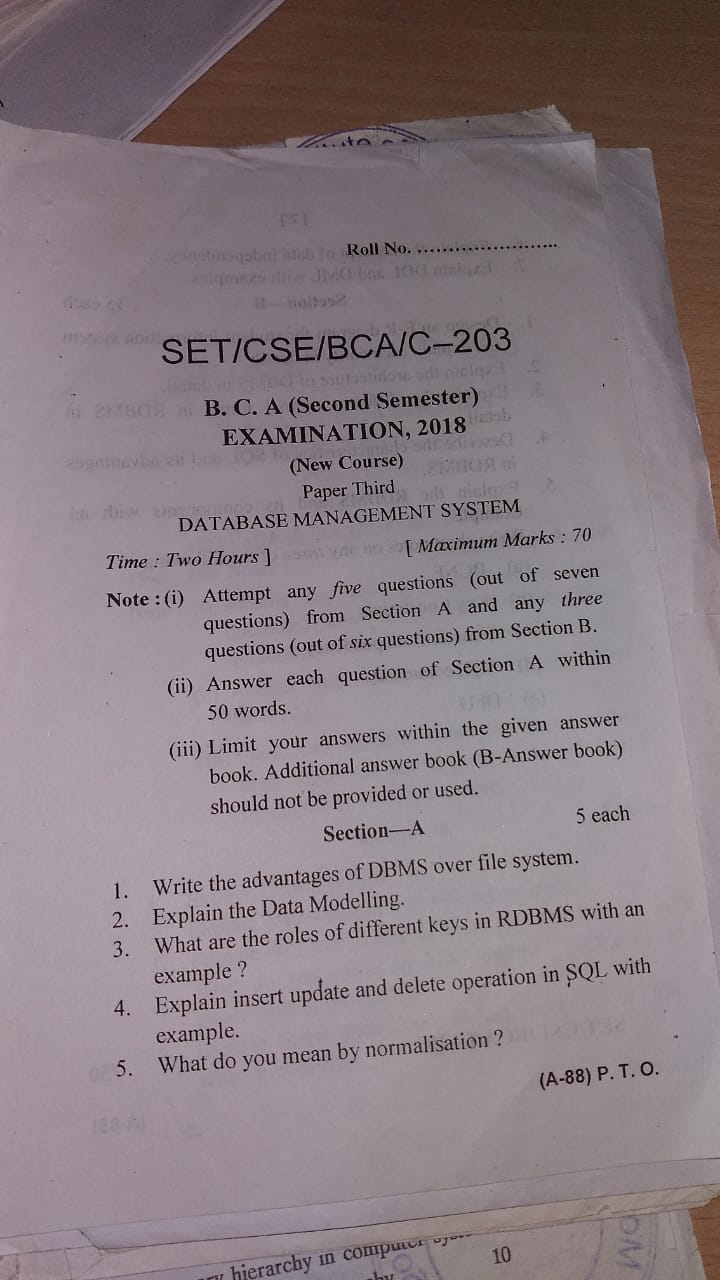 Roll No. ........................
SET/CSE/BCA/C–203
B. C. A (Second Semester)
EXAMINATION, 2018
(New Course)
Paper Third
DATABASE MANAGEMENT SYSTEM
Time : Two Hours ] [ Maximum Marks : 70
Note : (i) Attempt any five questions (out of seven
questions) from Section A and any three
questions (out of six questions) from Section B.
(ii) Answer each question of Section A within
50 words.
(iii) Limit your answers within the given answer
book. Additional answer book (B-Answer book)
should not be provided or used.
Section—A 5 each
1. Write the advantages of DBMS over file system.
2. Explain the Data Modelling.
3. What are the roles of different keys in RDBMS with an
example ?
4. Explain insert update and delete operation in SQL with
example.
5. What do you mean by normalisation ?
(A-88) P. T. O.
hierarchy in computer
10